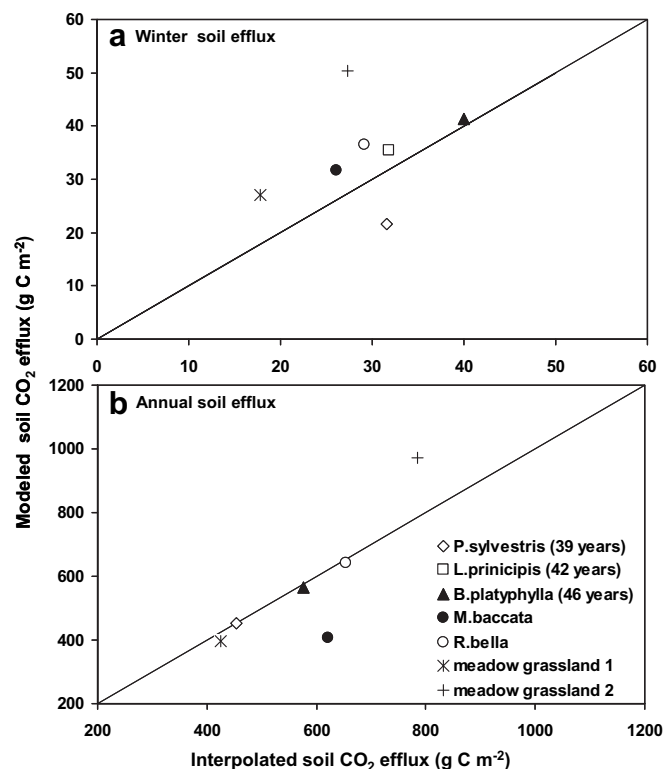 60
a Winter soil efflux
50
40
30
20
10
0
0 10 20 30 40 50 60
Modeled soil CO2 efflux (g C m-2)
1200
b Annual soil efflux
1000
800
600
400
200
P.sylvestris (39 years)
L.prinicipis (42 years)
B.platyphylla (46 years)
M.baccata
R.bella
meadow grassland 1
meadow grassland 2
200 400 600 800 1000 1200
Interpolated soil CO2 efflux (g C m-2)